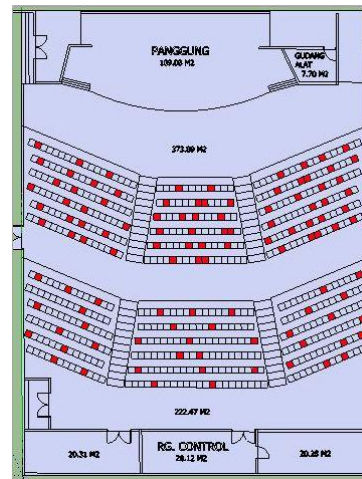 PANGGUNG
109.00 M2
GUDANG
ALAT
7.70 M2
373.09 M2
222.47 M2
20.31 M2
RG. CONTROL
28.12 M2
20.25 M2